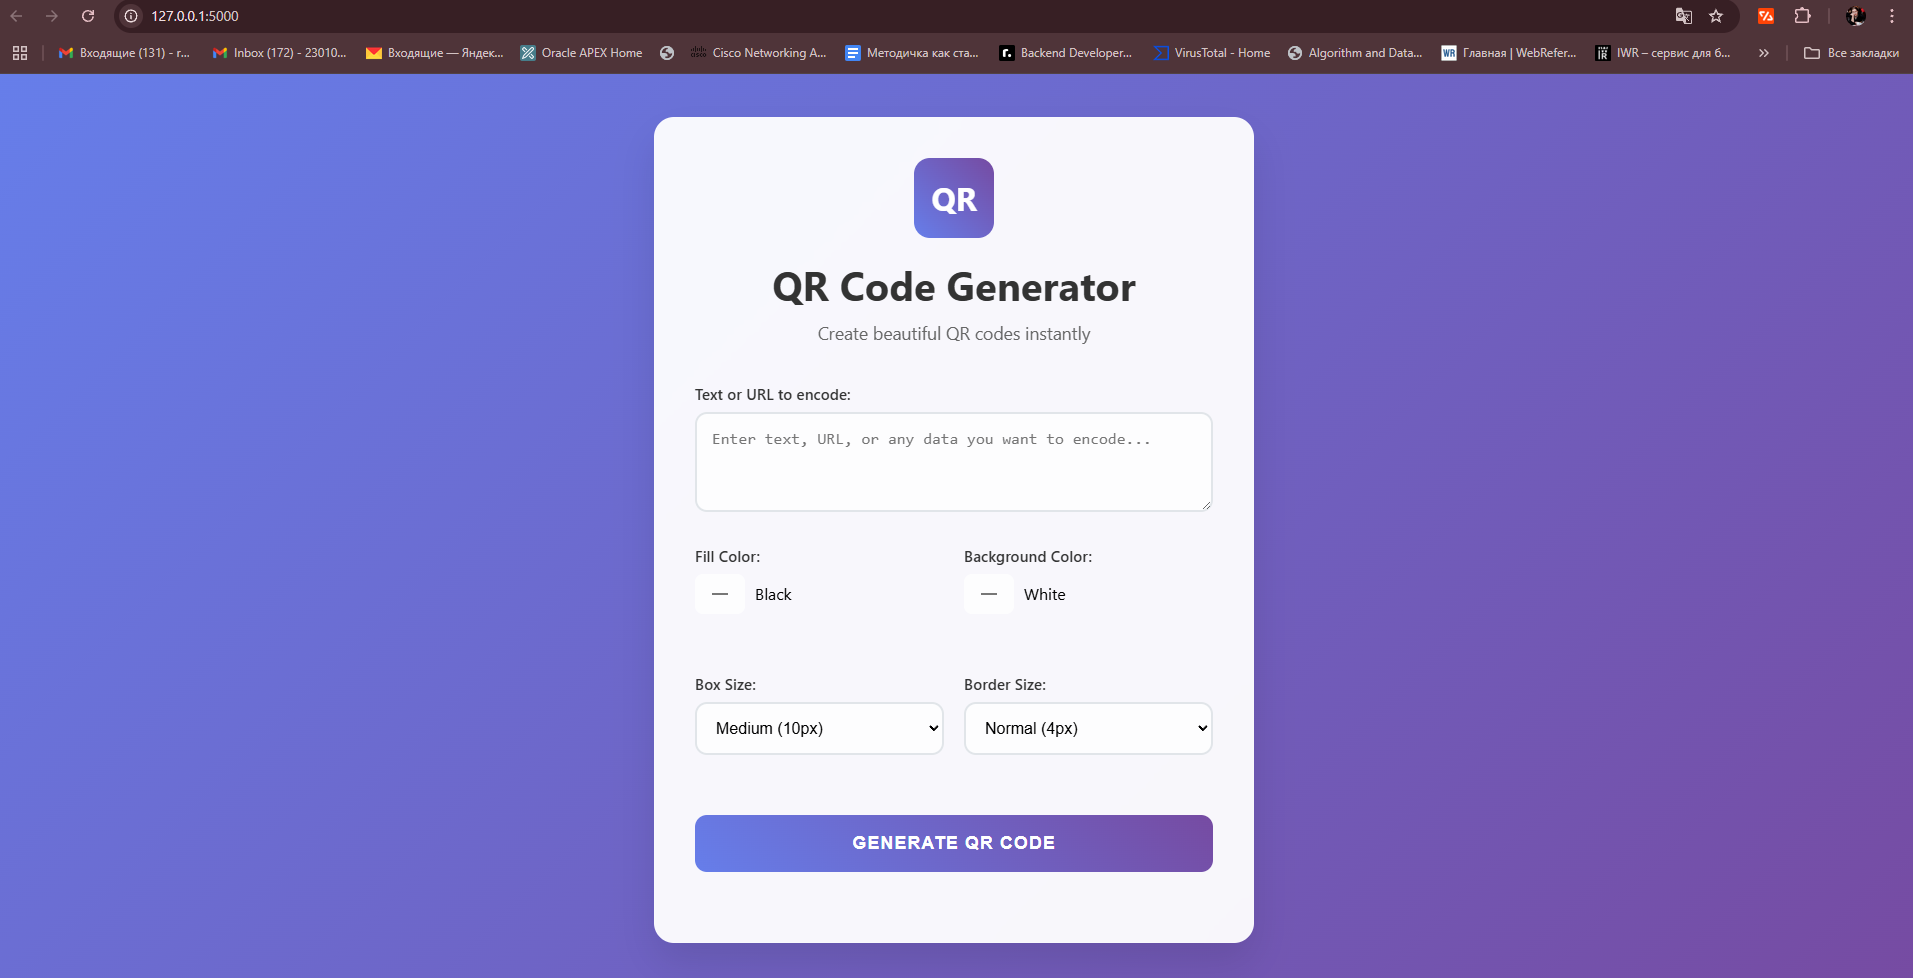 127.0.0.1:5000
Входящие (131) - r...
Inbox (172) - 23010...
Входящие — Яндек...
Oracle APEX Home
cisco
Cisco Networking A...
Методичка как ста...
r.
Backend Developer...
VirusTotal - Home
Algorithm and Data...
WR
Главная | WebRefer...
IWR – сервис для б...
Все закладки
QR
QR Code Generator
Create beautiful QR codes instantly
Text or URL to encode:
Enter text, URL, or any data you want to encode...
Fill Color:
Background Color:
Black
White
Box Size:
Border Size:
Medium (10px)
Normal (4px)
GENERATE QR CODE